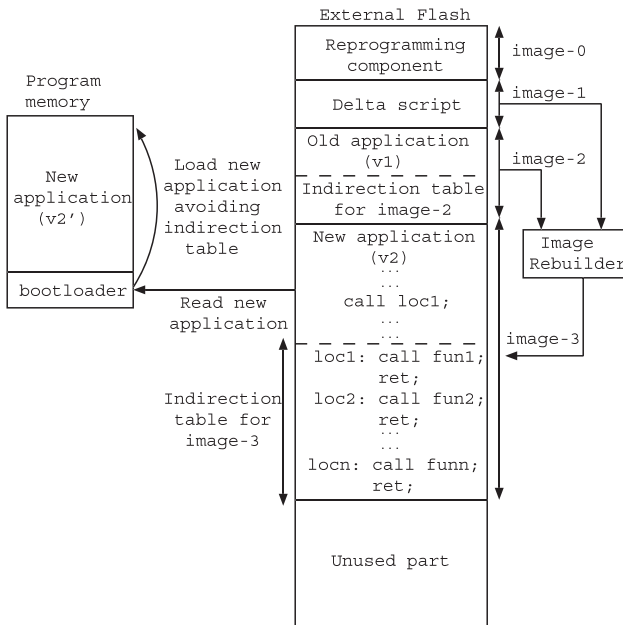 External Flash
Reprogramming
component
image-0
Delta script
image-1
Old application
(v1)
Indirection table
for image-2
image-2
Image
Rebuilder
New application
(v2)
...
...
call loc1;
...
...
image-3
loc1: call fun1;
ret;
loc2: call fun2;
ret;
...
...
locn: call funn;
ret;
Unused part
Program
memory
New
application
(v2')
bootloader
Load new
application
avoiding
indirection
table
Read new
application
Indirection
table for
image-3